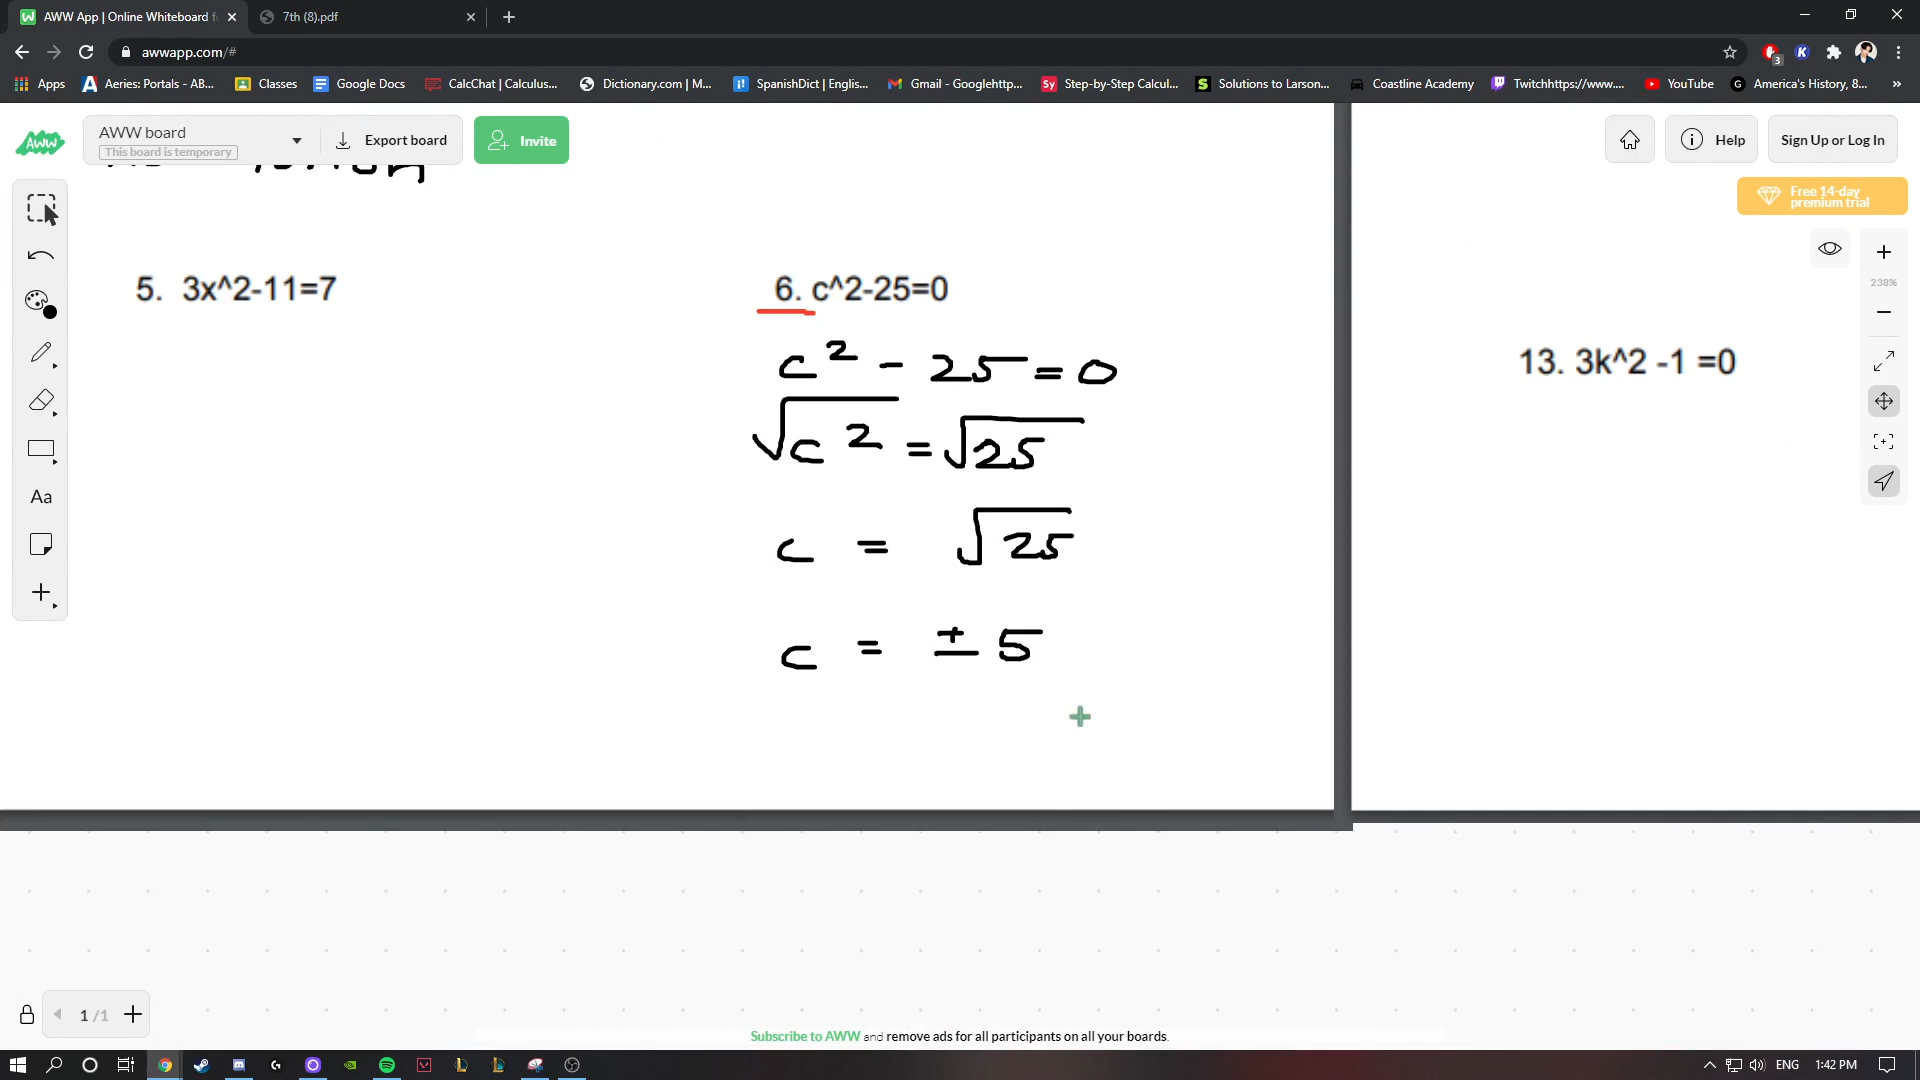 AWW App | Online Whiteboard f
7th (8).pdf
awwapp.com/#
3
Apps
Aeries: Portals - AB...
Classes
Google Docs
CalcChat | Calculus...
Dictionary.com | M...
SpanishDict | Englis...
Gmail - Googlehttp...
Step-by-Step Calcul...
Solutions to Larson...
Coastline Academy
Twitchhttps://www....
YouTube
America's History, 8...
»
AWW
AWW board
This board is temporary
Export board
Invite
Help
Sign Up or Log In
Free 14-day
premium trial
238%
Aa
5. 3x^2-11=7
6. c^2-25=0
c² - 25 = 0
√c² = √25
c = √25
c = ± 5
13. 3k^2 -1 =0
1 /1
Subscribe to AWW and remove ads for all participants on all your boards.
ENG
1:42 PM